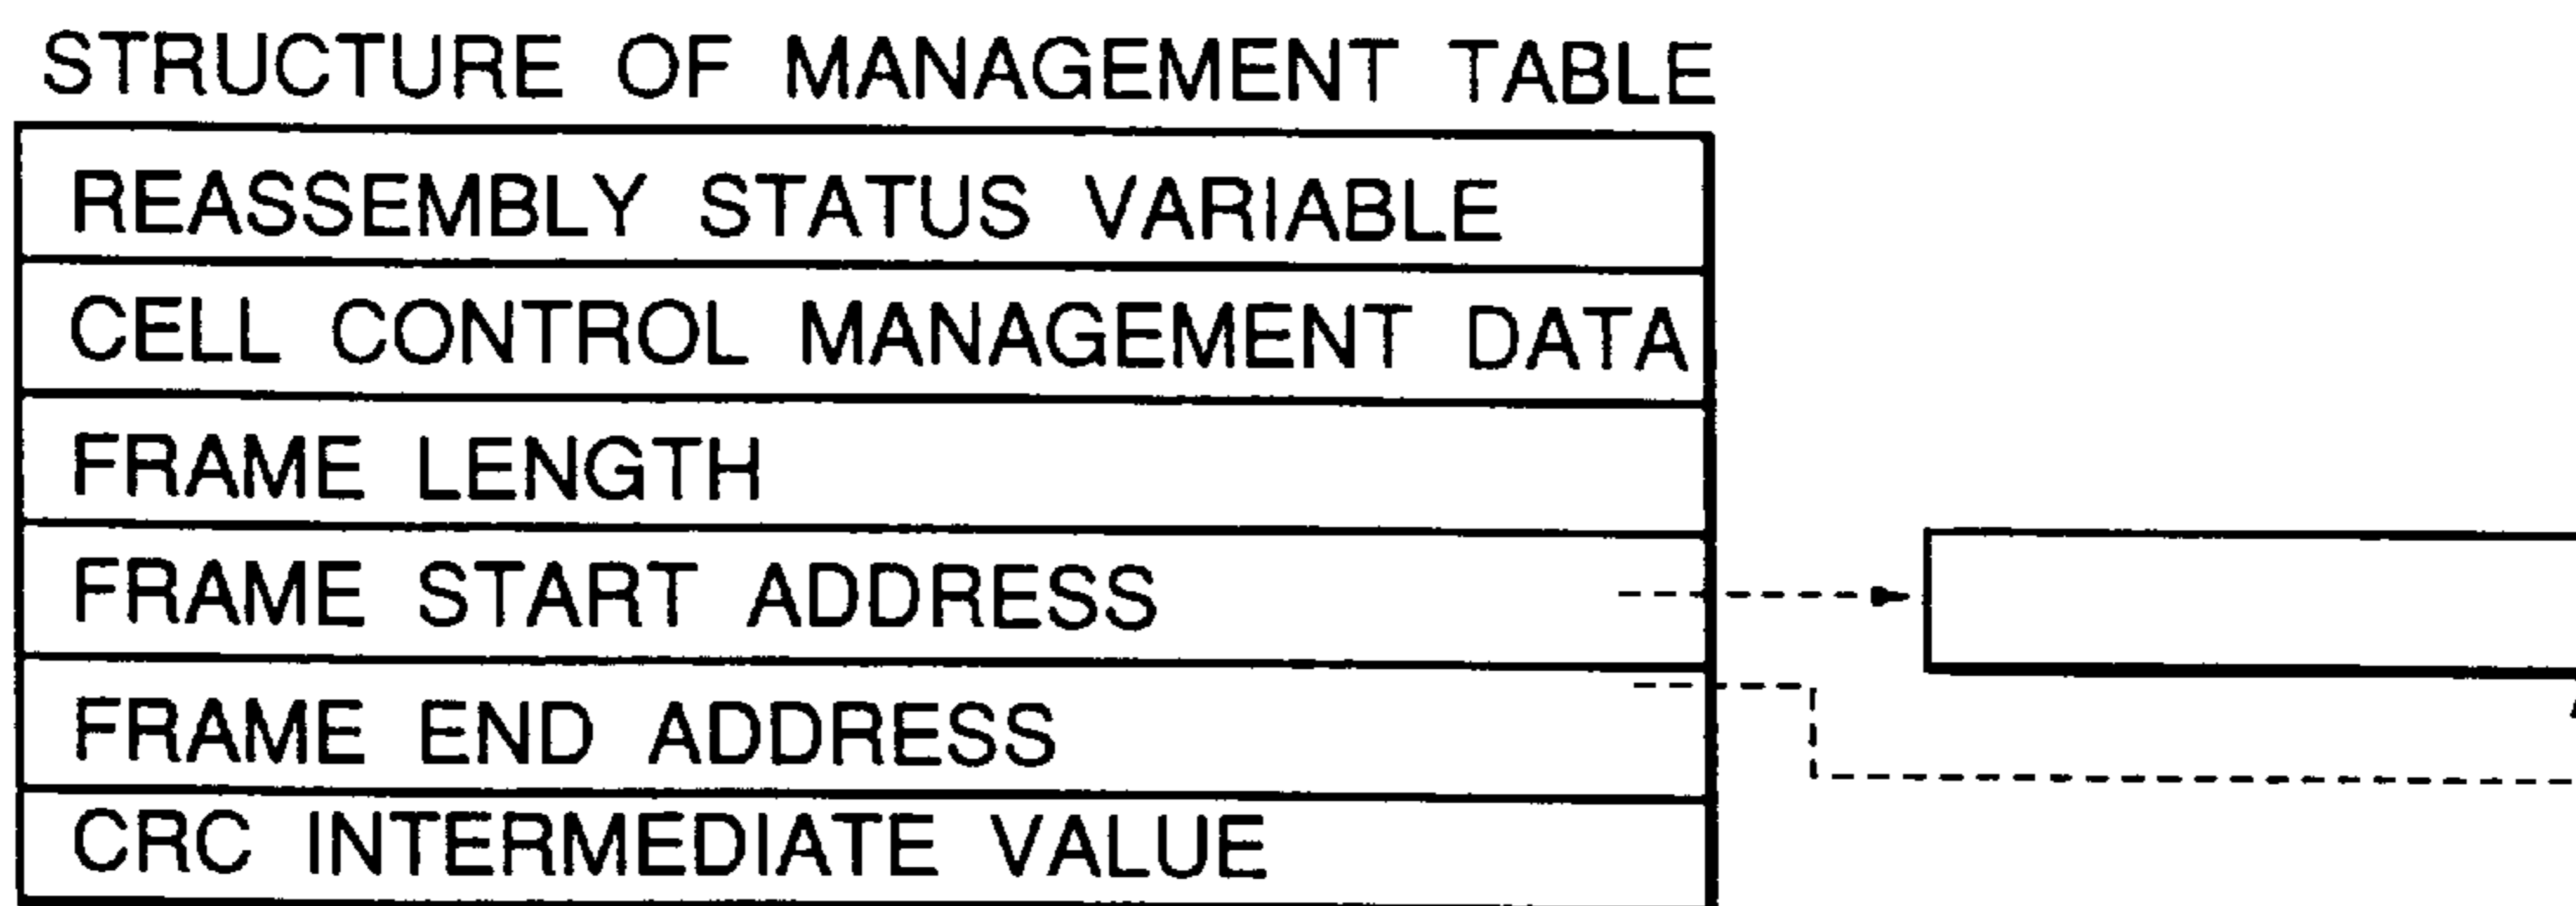 STRUCTURE OF MANAGEMENT TABLE
REASSEMBLY STATUS VARIABLE
CELL CONTROL MANAGEMENT DATA
FRAME LENGTH
FRAME START ADDRESS
FRAME END ADDRESS
CRC INTERMEDIATE VALUE